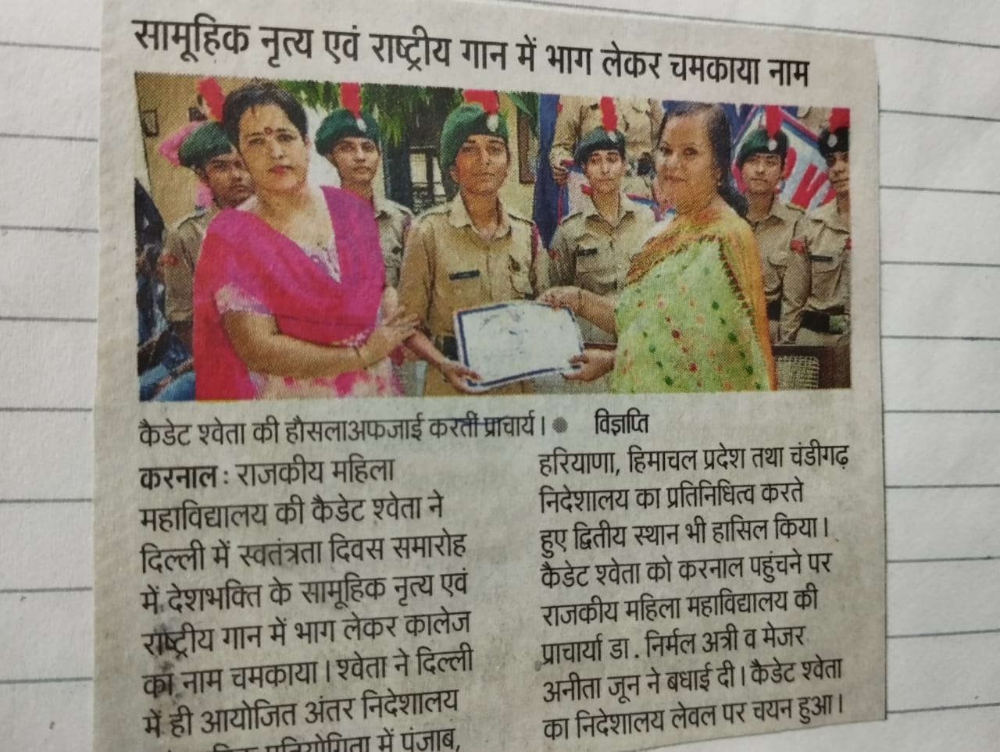 सामूहिक नृत्य एवं राष्ट्रीय गान में भाग लेकर चमकाया नाम
कैडेट श्वेता की हौसलाअफजाई करतीं प्राचार्य। ● विज्ञप्ति
करनाल : राजकीय महिला
महाविद्यालय की कैडेट श्वेता ने
दिल्ली में स्वतंत्रता दिवस समारोह
में देशभक्ति के सामूहिक नृत्य एवं
राष्ट्रीय गान में भाग लेकर कालेज
का नाम चमकाया। श्वेता ने दिल्ली
में ही आयोजित अंतर निदेशालय
प्रतियोगिता में पंजाब,
हरियाणा, हिमाचल प्रदेश तथा चंडीगढ़
निदेशालय का प्रतिनिधित्व करते
हुए द्वितीय स्थान भी हासिल किया।
कैडेट श्वेता को करनाल पहुंचने पर
राजकीय महिला महाविद्यालय की
प्राचार्या डा. निर्मल अत्री व मेजर
अनीता जून ने बधाई दी। कैडेट श्वेता
का निदेशालय लेवल पर चयन हुआ।